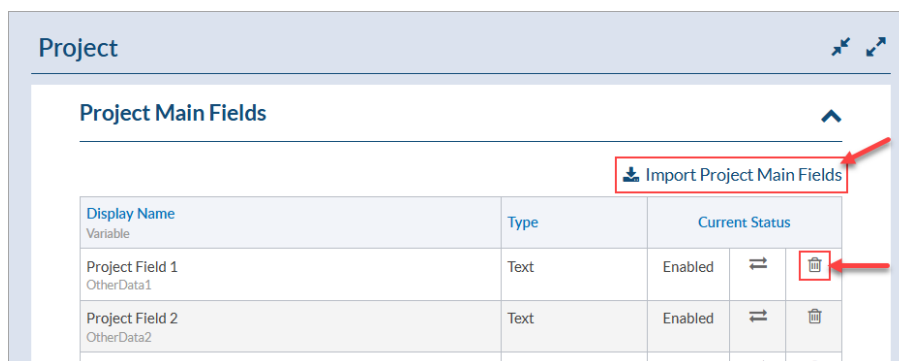 Project
Project Main Fields
Import Project Main Fields
Display Name
Variable
Type
Current Status
Project Field 1
OtherData1
Text
Enabled
Project Field 2
OtherData2
Text
Enabled